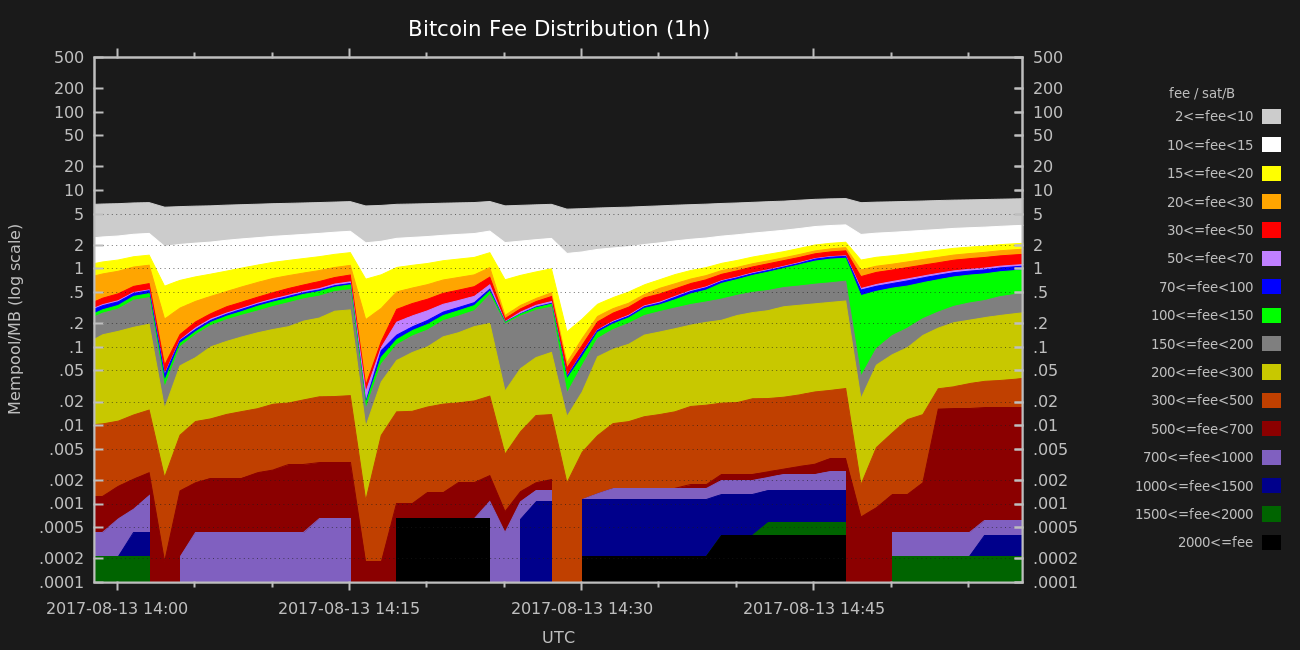 Bitcoin Fee Distribution (1h)
500 500
200 200
100 100
50 50
20 20
10 10
5 5
2 2
1 1
.5 .5
.2 .2
.1 .1
.05 .05
.02 .02
.01 .01
.005 .005
.002 .002
.001 .001
.0005 .0005
.0002 .0002
.0001 .0001
Mempool/MB (log scale)
2017-08-13 14:00 2017-08-13 14:15 2017-08-13 14:30 2017-08-13 14:45
UTC
fee / sat/B
2<=fee<10
10<=fee<15
15<=fee<20
20<=fee<30
30<=fee<50
50<=fee<70
70<=fee<100
100<=fee<150
150<=fee<200
200<=fee<300
300<=fee<500
500<=fee<700
700<=fee<1000
1000<=fee<1500
1500<=fee<2000
2000<=fee